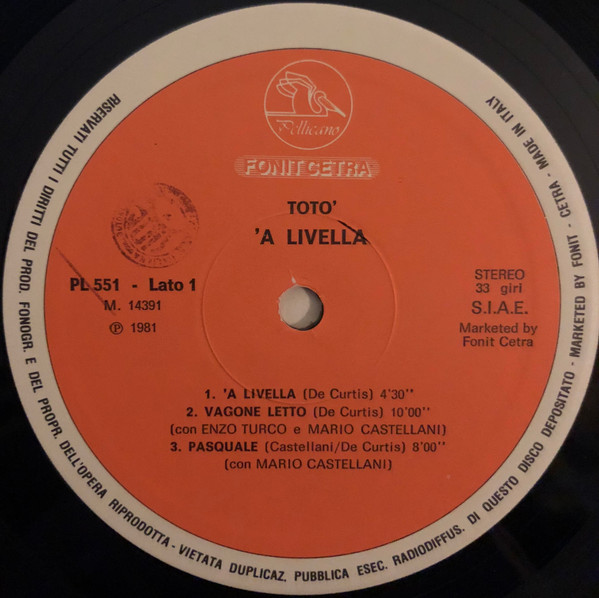 Pellicano
FONIT CETRA
TOTO'
'A LIVELLA
PL 551 - Lato 1
M. 14391
℗ 1981
STEREO
33 giri
S.I.A.E.
Marketed by
Fonit Cetra
1. 'A LIVELLA (De Curtis) 4'30''
2. VAGONE LETTO (De Curtis) 10'00''
(con ENZO TURCO e MARIO CASTELLANI)
3. PASQUALE (Castellani/De Curtis) 8'00''
(con MARIO CASTELLANI)
RISERVATI TUTTI I DIRITTI DEL PROD. FONOGR. E DEL PROPR. DELL'OPERA RIPRODOTTA - VIETATA DUPLICAZ. PUBBLICA ESEC. RADIODIFFUS. DI QUESTO DISCO DEPOSITATO - MARKETED BY FONIT - CETRA - MADE IN ITALY